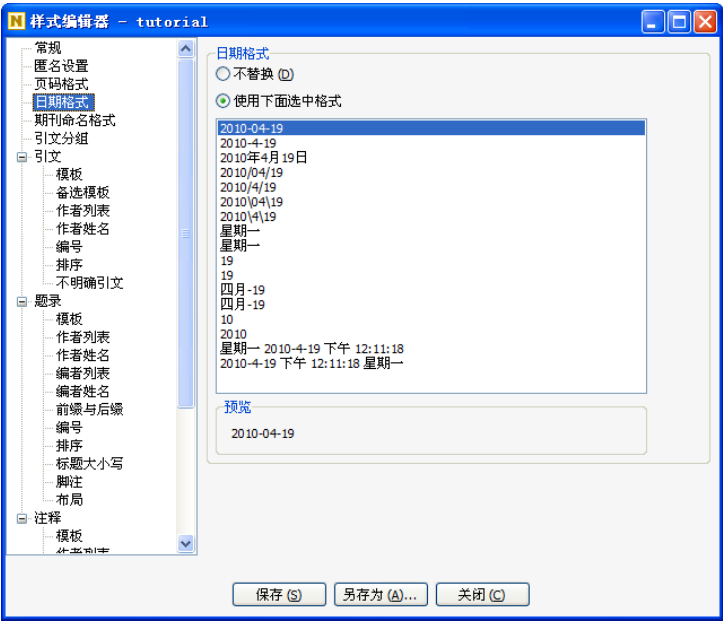 样式编辑器 - tutorial
常规
匿名设置
页码格式
日期格式
期刊命名格式
引文分组
引文
模板
备选模板
作者列表
作者姓名
编号
排序
不明确引文
题录
模板
作者列表
作者姓名
编者列表
编者姓名
前缀与后缀
编号
排序
标题大小写
脚注
布局
注释
模板
作者列表
日期格式
不替换 (D)
使用下面选中格式
2010-04-19
2010-4-19
2010年4月19日
2010/04/19
2010/4/19
2010\04\19
2010\4\19
星期一
星期一
19
19
四月-19
四月-19
10
2010
星期一 2010-4-19 下午 12:11:18
2010-4-19 下午 12:11:18 星期一
预览
2010-04-19
保存 (S) 另存为 (A)... 关闭 (C)